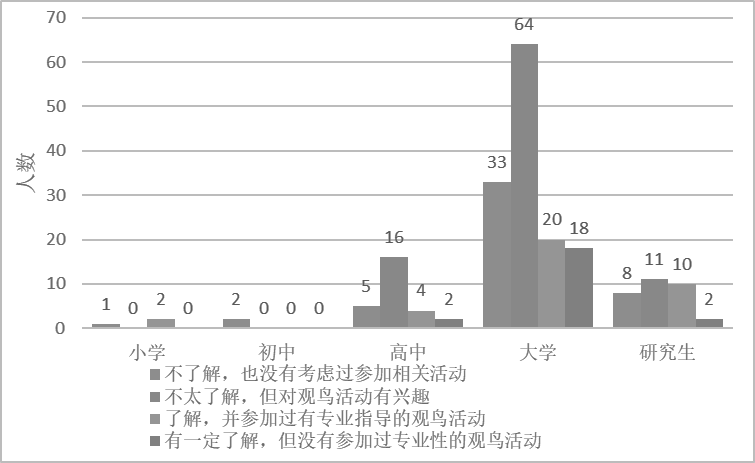 70
60
50
40
30
20
10
0
人数
1 0 2 0
2 0 0 0
5 16 4 2
33 64 20 18
8 11 10 2
小学 初中 高中 大学 研究生
不了解，也没有考虑过参加相关活动
不太了解，但对观鸟活动有兴趣
了解，并参加过有专业指导的观鸟活动
有一定了解，但没有参加过专业性的观鸟活动